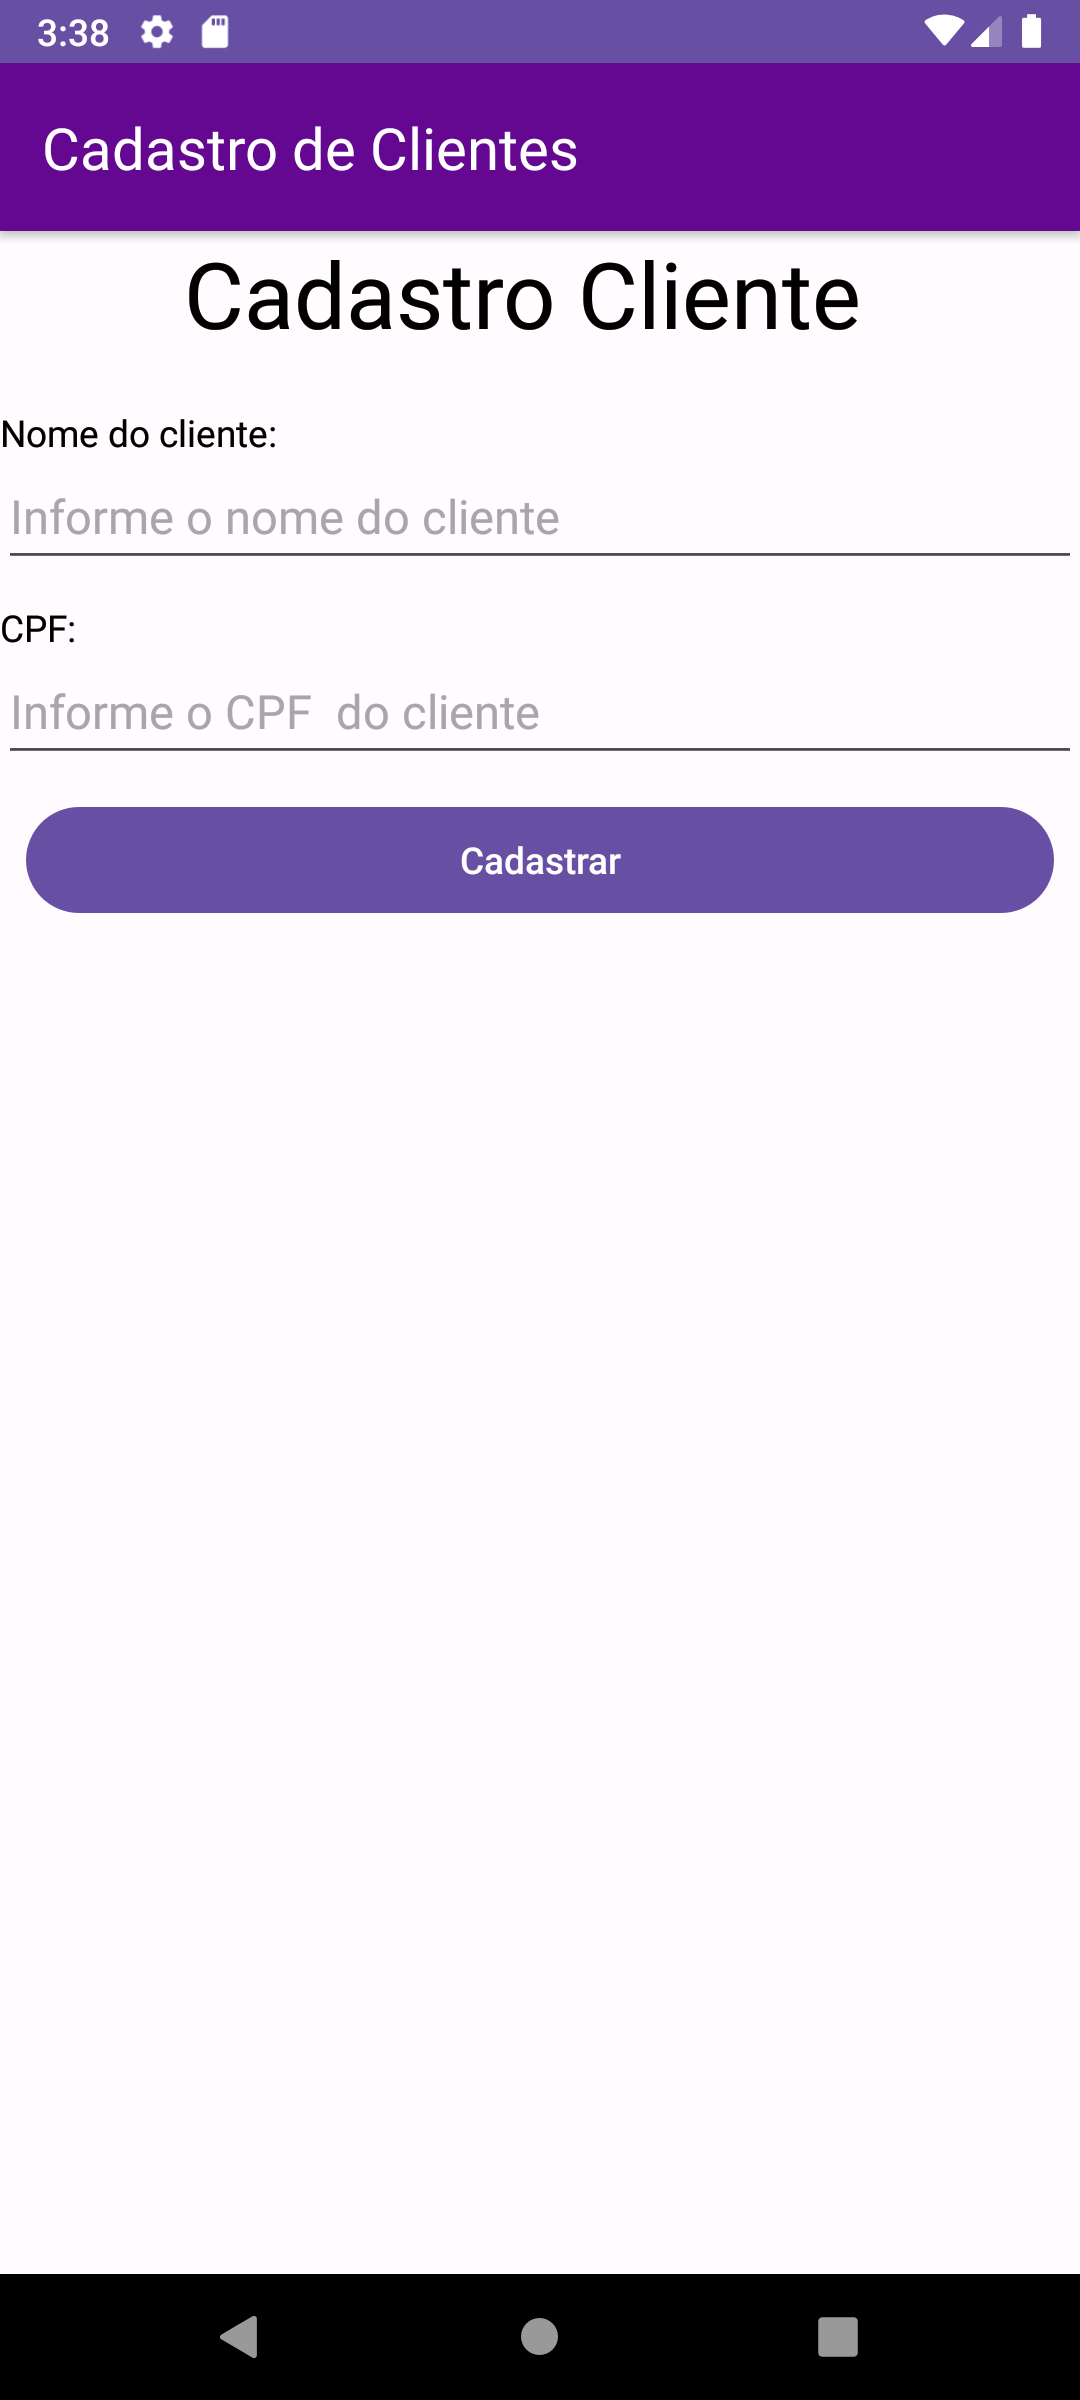 3:38
Cadastro de Clientes
Cadastro Cliente
Nome do cliente:
Informe o nome do cliente
CPF:
Informe o CPF  do cliente
Cadastrar